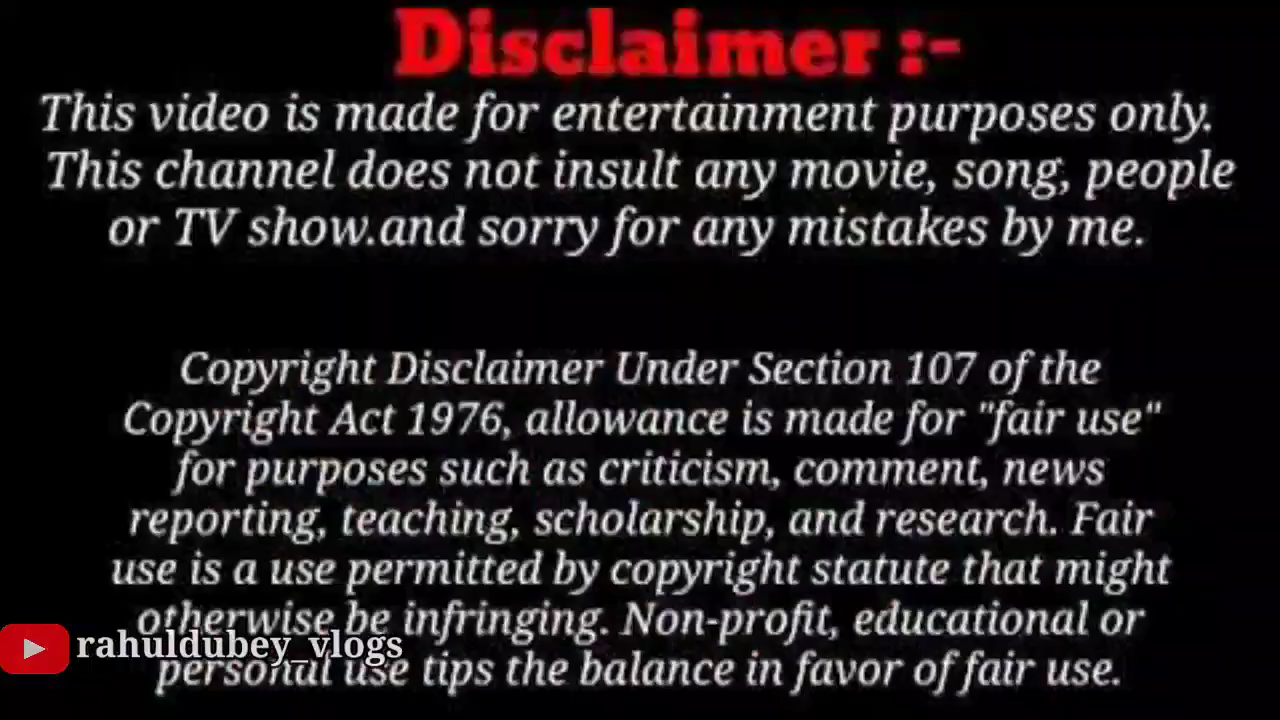 Disclaimer :-
This video is made for entertainment purposes only.
This channel does not insult any movie, song, people
or TV show.and sorry for any mistakes by me.
Copyright Disclaimer Under Section 107 of the
Copyright Act 1976, allowance is made for "fair use"
for purposes such as criticism, comment, news
reporting, teaching, scholarship, and research. Fair
use is a use permitted by copyright statute that might
otherwise be infringing. Non-profit, educational or
rahuldubey_vlogs
personal use tips the balance in favor of fair use.